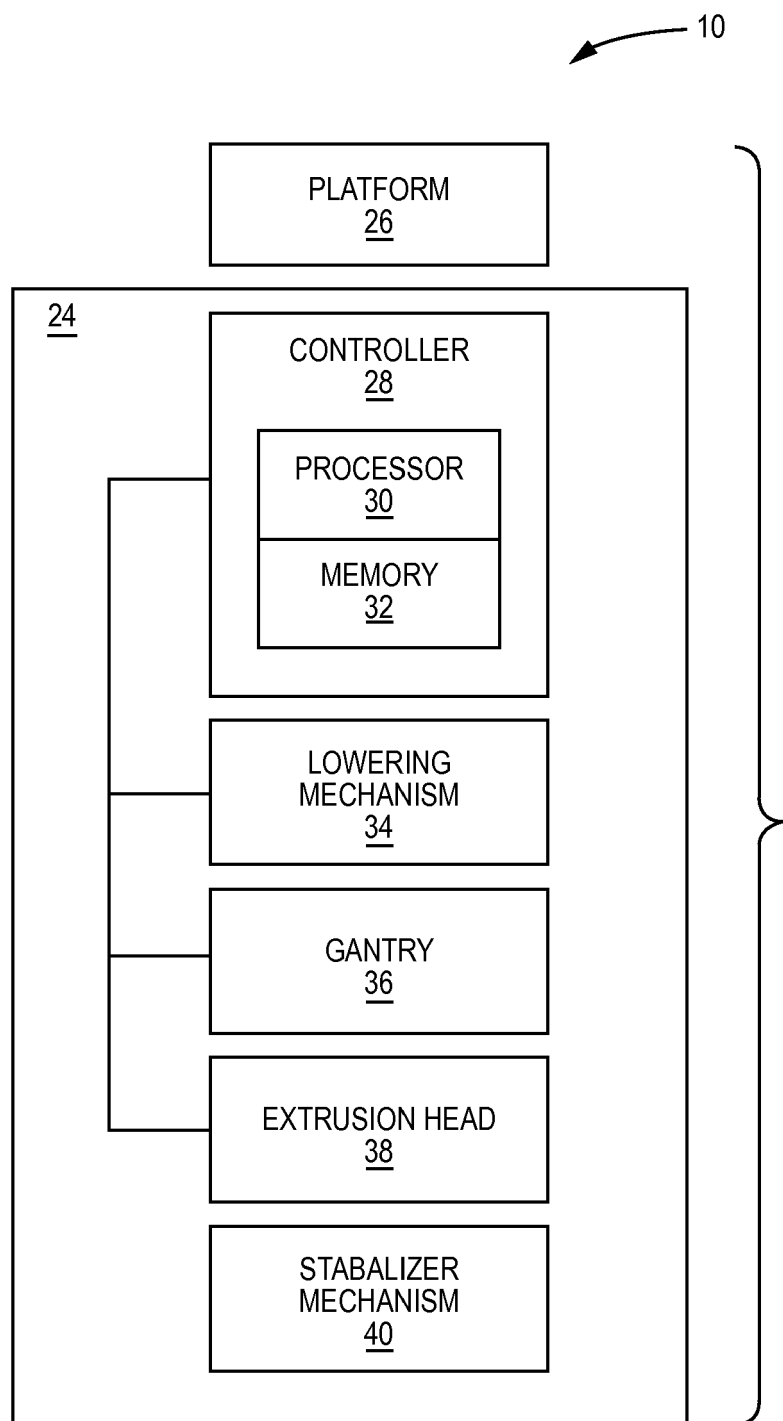 10
PLATFORM
26
24
CONTROLLER
28
PROCESSOR
30
MEMORY
32
LOWERING
MECHANISM
34
GANTRY
36
EXTRUSION HEAD
38
STABALIZER
MECHANISM
40